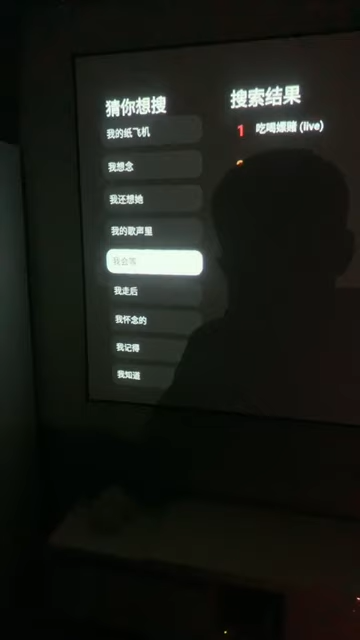 猜你想搜
我的纸飞机
我想念
我还想她
我的歌声里
我会等
我走后
我怀念的
我记得
我知道
搜索结果
1 吃喝嫖赌 (live)